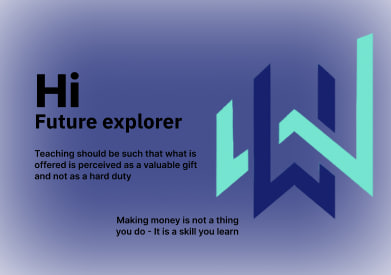 Hi
Future explorer
Teaching should be such that what is
offered is perceived as a valuable gift
and not as a hard duty
Making money is not a thing
you do - It is a skill you learn